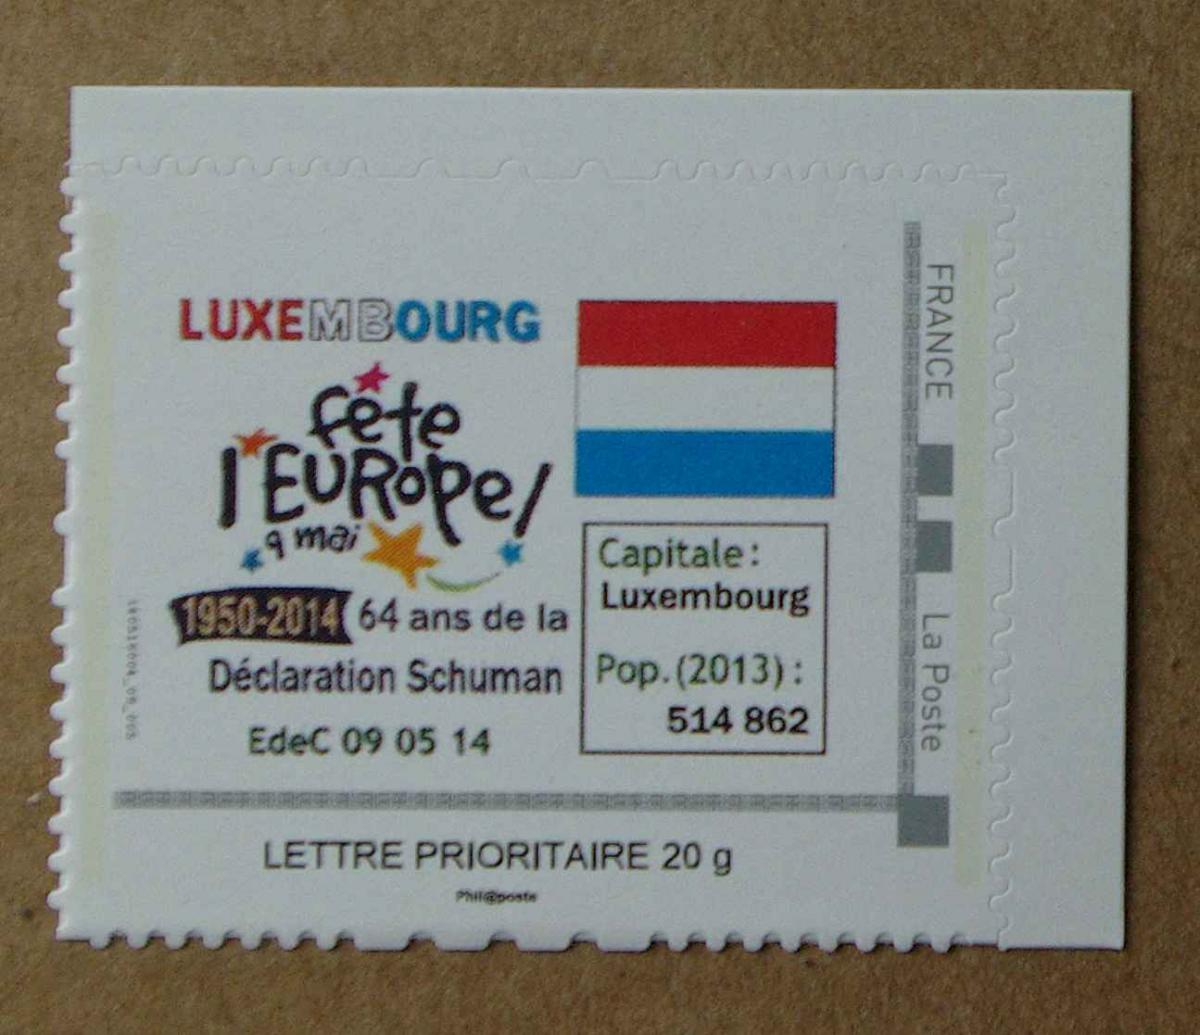 LUXEMBOURG
fête
l'EUROPE!
9 mai
1950-2014 64 ans de la
Déclaration Schuman
EdeC 09 05 14
Capitale :
Luxembourg
Pop. (2013) :
514 862
FRANCE
La Poste
LETTRE PRIORITAIRE 20 g
Phil@poste